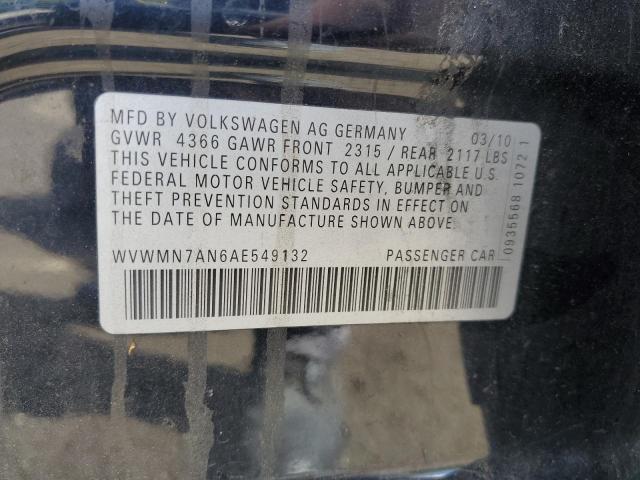 MFD BY VOLKSWAGEN AG GERMANY 03/10
GVWR 4366 GAWR FRONT 2315 / REAR 2117 LBS
THIS VEHICLE CONFORMS TO ALL APPLICABLE U.S.
FEDERAL MOTOR VEHICLE SAFETY, BUMPER AND
THEFT PREVENTION STANDARDS IN EFFECT ON
THE DATE OF MANUFACTURE SHOWN ABOVE.
WVWMN7AN6AE549132 PASSENGER CAR
0935568 1072 1